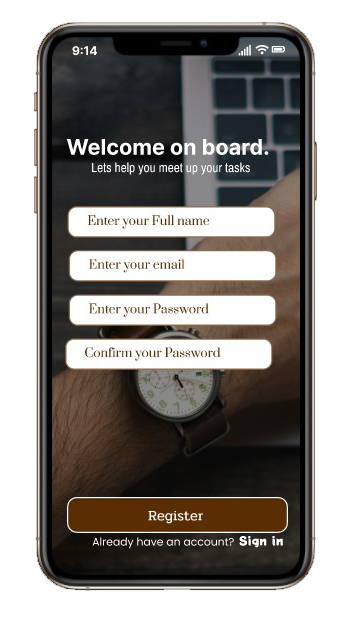 9:14
Welcome on board.
Lets help you meet up your tasks
Enter your Full name
Enter your email
Enter your Password
Confirm your Password
Register
Already have an account? Sign in